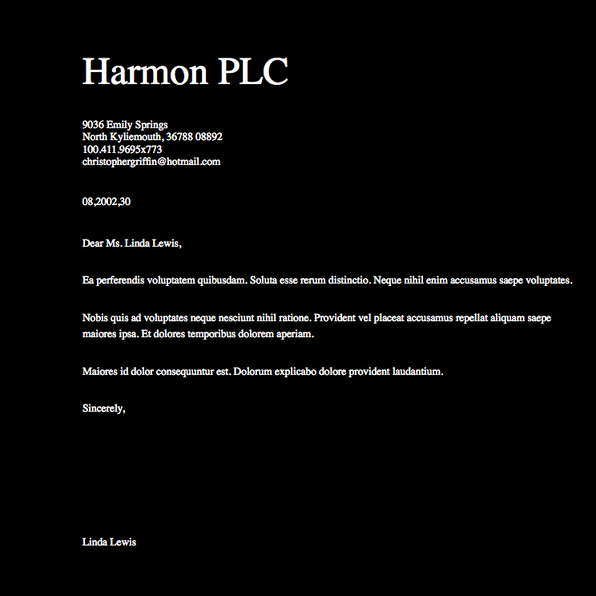 Harmon PLC
9036 Emily Springs
North Kyliemouth, 36788 08892
100.411.9695x773
christophergriffin@hotmail.com
08,2002,30
Dear Ms. Linda Lewis,
Ea perferendis voluptatem quibusdam. Soluta esse rerum distinctio. Neque nihil enim accusamus saepe voluptates.
Nobis quis ad voluptates neque nesciunt nihil ratione. Provident vel placeat accusamus repellat aliquam saepe
maiores ipsa. Et dolores temporibus dolorem aperiam.
Maiores id dolor consequuntur est. Dolorum explicabo dolore provident laudantium.
Sincerely,
Linda Lewis